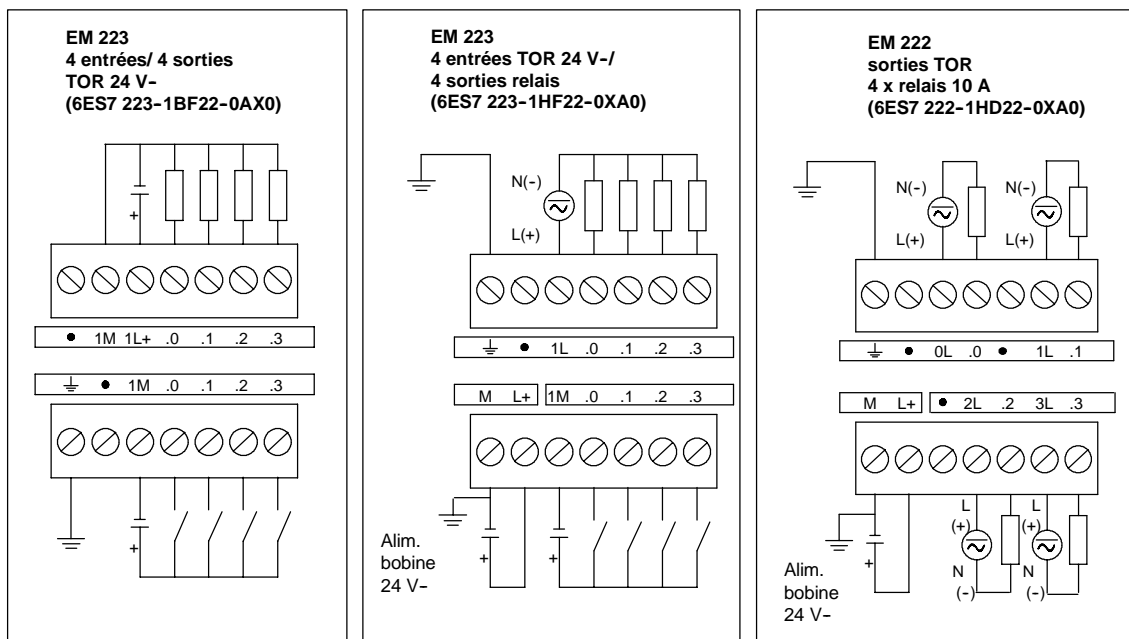 EM 223
4 entrées/ 4 sorties
TOR 24 V-
(6ES7 223-1BF22-0AX0)
+
● 1M 1L+ .0 .1 .2 .3
● 1M .0 .1 .2 .3
+
EM 223
4 entrées TOR 24 V-/
4 sorties relais
(6ES7 223-1HF22-0XA0)
N(-)
L(+)
● 1L .0 .1 .2 .3
M L+ 1M .0 .1 .2 .3
+ +
Alim.
bobine
24 V-
EM 222
sorties TOR
4 x relais 10 A
(6ES7 222-1HD22-0XA0)
N(-) N(-)
L(+) L(+)
● 0L .0 ● 1L .1
M L+ ● 2L .2 3L .3
L L
(+) (+)
+
N N
(-) (-)
Alim.
bobine
24 V-